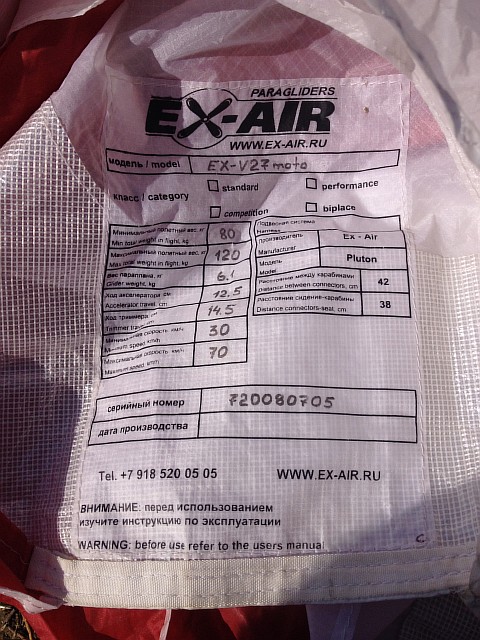 PARAGLIDERS
EX-AIR
WWW.EX-AIR.RU
модель / model EX-V27moto
класс / category
standard performance
competition biplace
Минимальный полетный вес, кг
Min total weight in flight, kg
80
Максимальный полетный вес, кг
Max total weight in flight, kg
120
Вес параплана, кг
Glider weight, kg
6.1
Ход акселератора, см
Accelerator travel, cm
12.5
Ход триммера, см
Trimmer travel, cm
14.5
Минимальная скорость, км/ч
Minimum speed, km/h
30
Максимальная скорость, км/ч
Maximum speed, km/h
70
Подвесная система
Harness
Производитель
Manufacturer
Ex - Air
Модель
Model
Pluton
Расстояние между карабинами
Distance between connectors, cm
42
Расстояние сидения-карабины
Distance connectors-seat, cm
38
серийный номер 720080705
дата производства
Tel. +7 918 520 05 05 WWW.EX-AIR.RU
ВНИМАНИЕ: перед использованием
изучите инструкцию по эксплуатации
WARNING: before use refer to the users manual